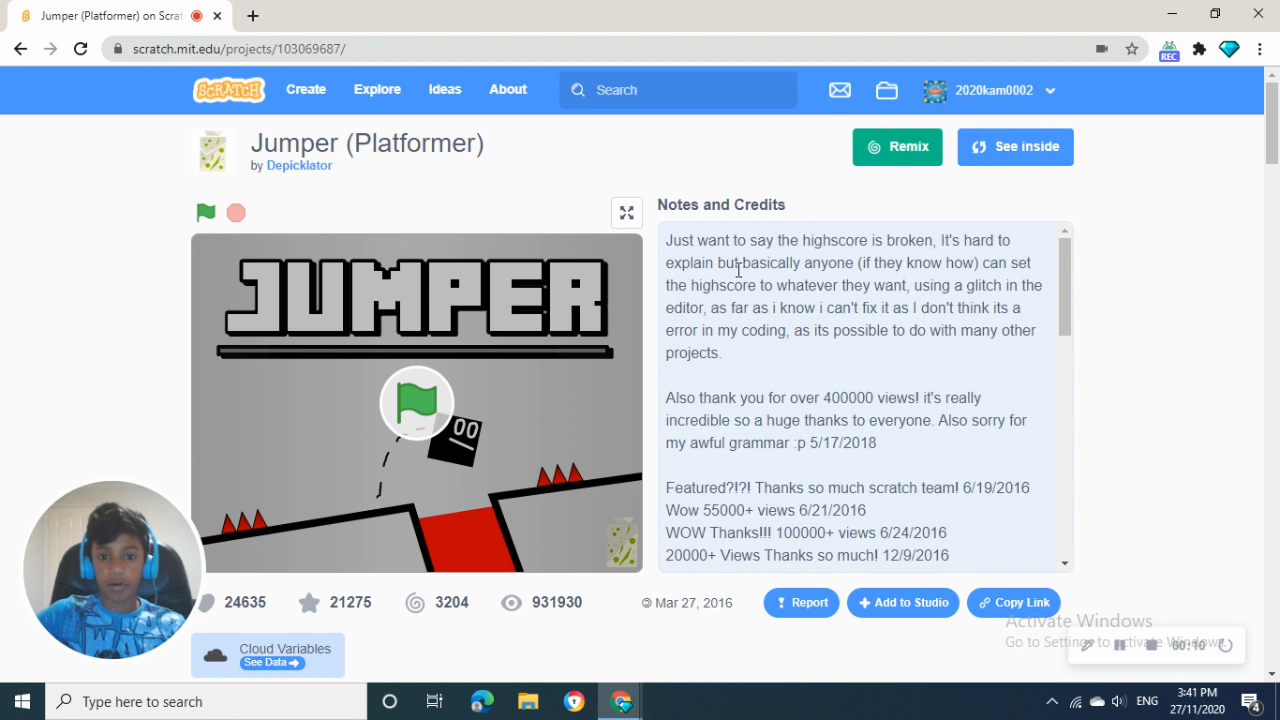 Jumper (Platformer) on Scrat
scratch.mit.edu/projects/103069687/
REC
SCRATCH
Create
Explore
Ideas
About
Search
2020kam0002
Jumper (Platformer)
by Depicklator
Remix
See inside
Notes and Credits
Just want to say the highscore is broken, It's hard to
explain but basically anyone (if they know how) can set
the highscore to whatever they want, using a glitch in the
editor, as far as i know i can't fix it as I don't think its a
error in my coding, as its possible to do with many other
projects.
Also thank you for over 400000 views! it's really
incredible so a huge thanks to everyone. Also sorry for
my awful grammar :p 5/17/2018
Featured?!?! Thanks so much scratch team! 6/19/2016
Wow 55000+ views 6/21/2016
WOW Thanks!!! 100000+ views 6/24/2016
20000+ Views Thanks so much! 12/9/2016
JUMPER
24635
21275
3204
931930
© Mar 27, 2016
Report
Add to Studio
Copy Link
Cloud Variables
See Data
Activate Windows
Go to Settings to activate Windows.
00:10
Type here to search
ENG
3:41 PM
27/11/2020
4